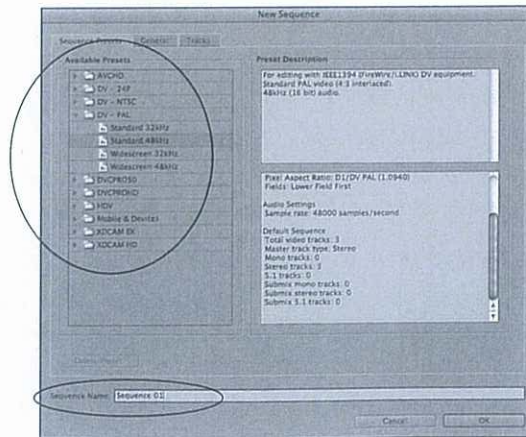 New Sequence
Sequence Presets General Tracks
Available Presets
AVCHD
DV - 24P
DV - NTSC
DV - PAL
Standard 32kHz
Standard 48kHz
Widescreen 32kHz
Widescreen 48kHz
DVCPRO50
DVCPROHD
HDV
Mobile & Devices
XDCAM EX
XDCAM HD
Preset Description
For editing with IEEE1394 (FireWire/i.LINK) DV equipment.
Standard PAL video (4:3 interlaced).
48kHz (16 bit) audio.
Pixel Aspect Ratio: D1/DV PAL (1.0940)
Fields: Lower Field First
Audio Settings
Sample rate: 48000 samples/second
Default Sequence
Total video tracks: 3
Master track type: Stereo
Mono tracks: 0
Stereo tracks: 3
5.1 tracks: 0
Submix mono tracks: 0
Submix stereo tracks: 0
Submix 5.1 tracks: 0
Delete Preset
Sequence Name: Sequence 01
Cancel OK